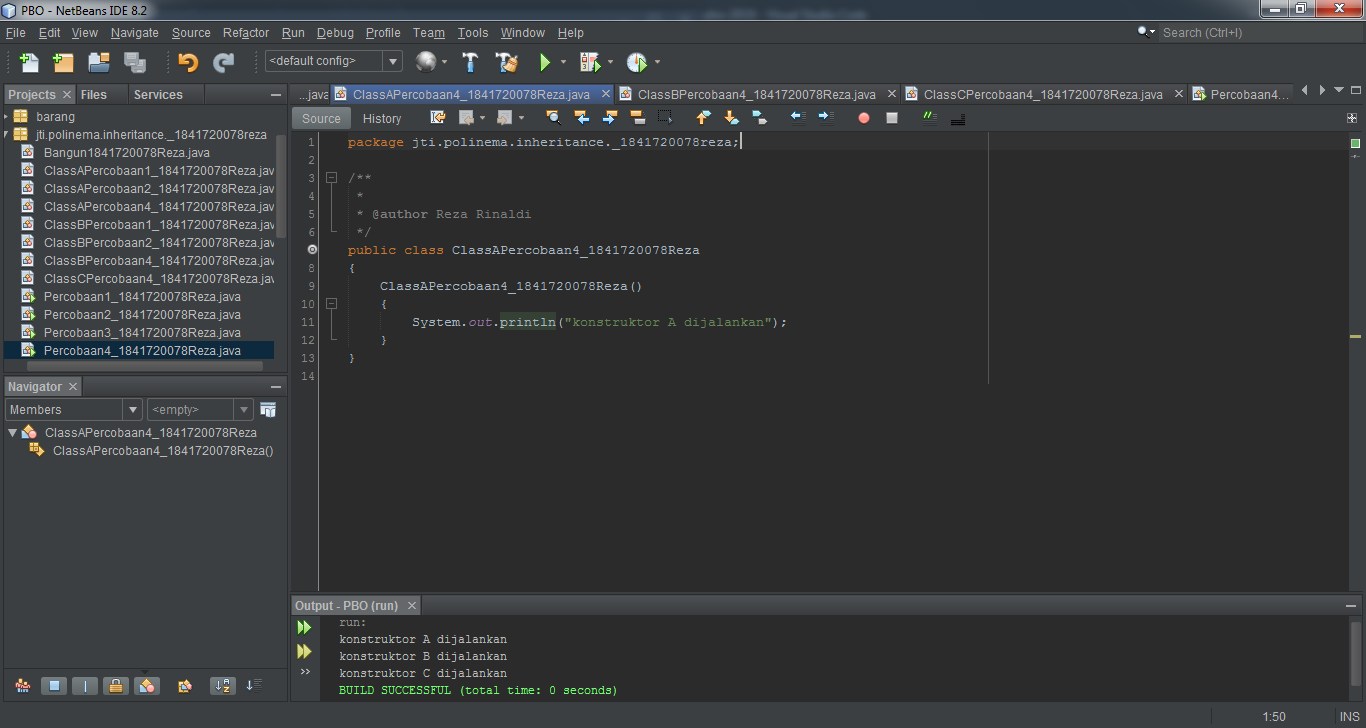 PBO - NetBeans IDE 8.2
File Edit View Navigate Source Refactor Run Debug Profile Team Tools Window Help
Search (Ctrl+I)
<default config>
Projects Files Services
barang
jti.polinema.inheritance._1841720078reza
Bangun1841720078Reza.java
ClassAPercobaan1_1841720078Reza.jav
ClassAPercobaan2_1841720078Reza.jav
ClassAPercobaan4_1841720078Reza.jav
ClassBPercobaan1_1841720078Reza.jav
ClassBPercobaan2_1841720078Reza.jav
ClassBPercobaan4_1841720078Reza.jav
ClassCPercobaan4_1841720078Reza.jav
Percobaan1_1841720078Reza.java
Percobaan2_1841720078Reza.java
Percobaan3_1841720078Reza.java
Percobaan4_1841720078Reza.java
Navigator
Members <empty>
ClassAPercobaan4_1841720078Reza
ClassAPercobaan4_1841720078Reza()
...java ClassAPercobaan4_1841720078Reza.java ClassBPercobaan4_1841720078Reza.java ClassCPercobaan4_1841720078Reza.java Percobaan4...
Source History
1 package jti.polinema.inheritance._1841720078reza;
2
3 /**
4 *
5 * @author Reza Rinaldi
6 */
public class ClassAPercobaan4_1841720078Reza
8 {
9 ClassAPercobaan4_1841720078Reza()
10 {
11 System.out.println("konstruktor A dijalankan");
12 }
13 }
14
Output - PBO (run)
run:
konstruktor A dijalankan
konstruktor B dijalankan
konstruktor C dijalankan
BUILD SUCCESSFUL (total time: 0 seconds)
1:50 INS